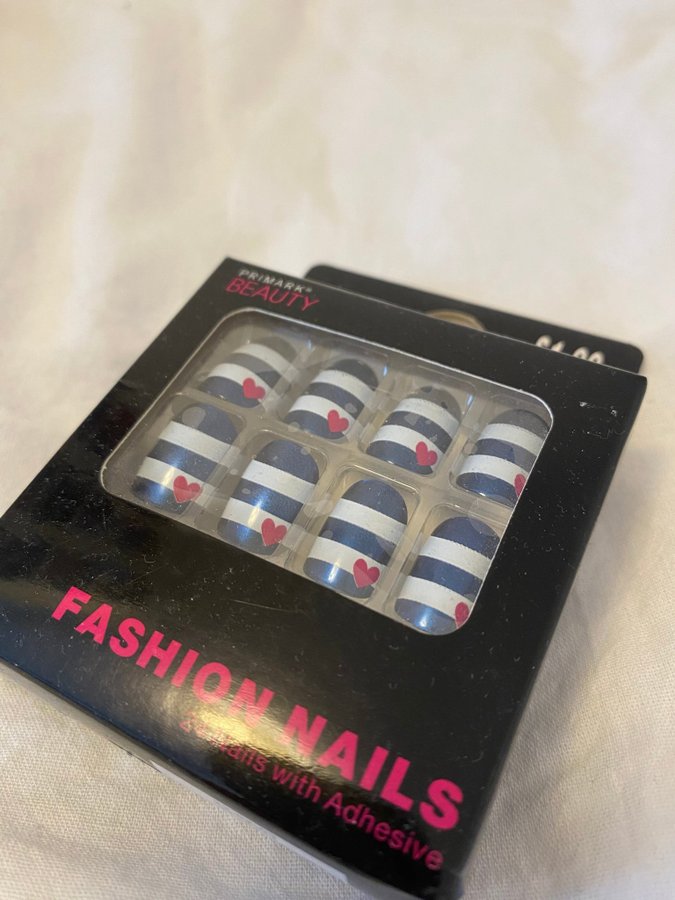 PRIMARK®
BEAUTY
FASHION NAILS
Nails with Adhesive